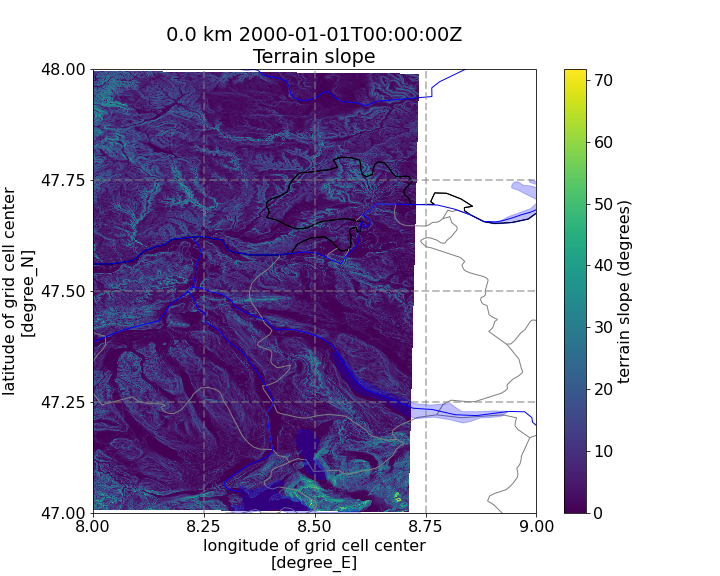 0.0 km 2000-01-01T00:00:00Z
Terrain slope
48.00
47.75
47.50
47.25
47.00
latitude of grid cell center
[degree_N]
8.00
8.25
8.50
8.75
9.00
longitude of grid cell center
[degree_E]
70
60
50
40
30
20
10
0
terrain slope (degrees)